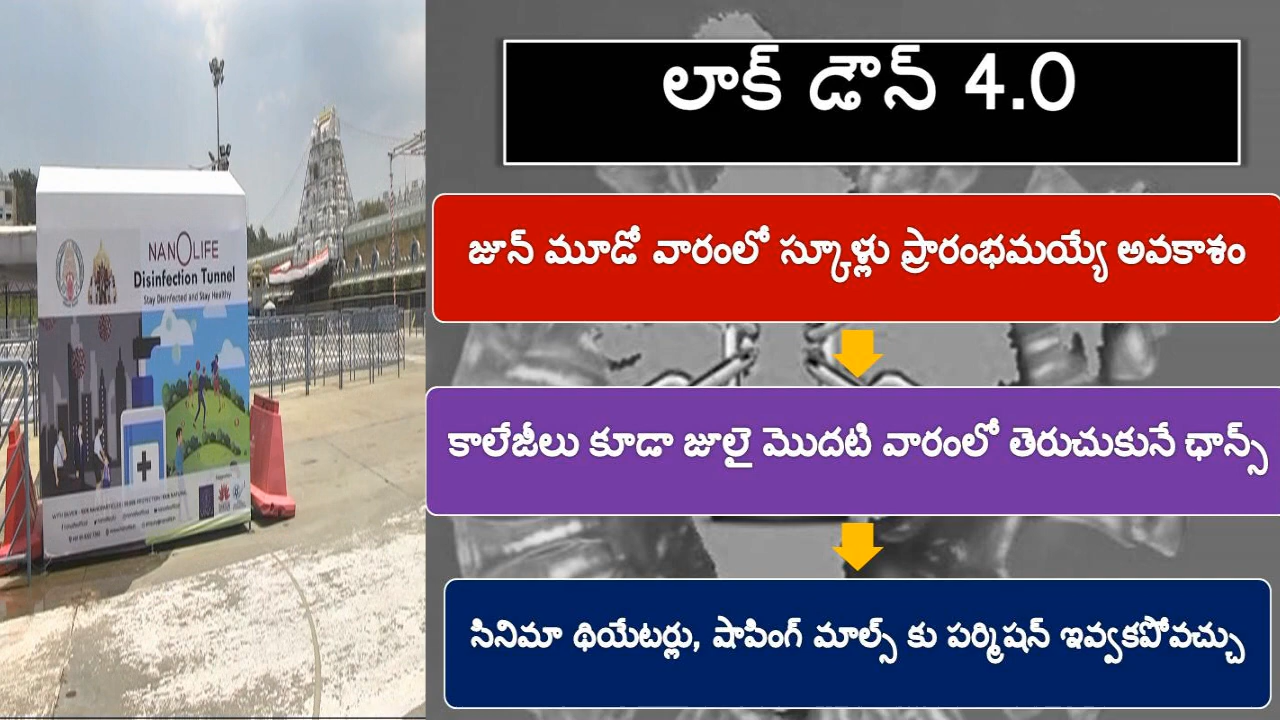 లాక్ డౌన్ 4.0
జూన్ మూడో వారంలో స్కూళ్లు ప్రారంభమయ్యే అవకాశం
కాలేజీలు కూడా జూలై మొదటి వారంలో తెరుచుకునే ఛాన్స్
సినిమా థియేటర్లు, షాపింగ్ మాల్స్ కు పర్మిషన్ ఇవ్వకపోవచ్చు
NANOLIFE
Disinfection Tunnel
Stay Disinfected and Stay Healthy